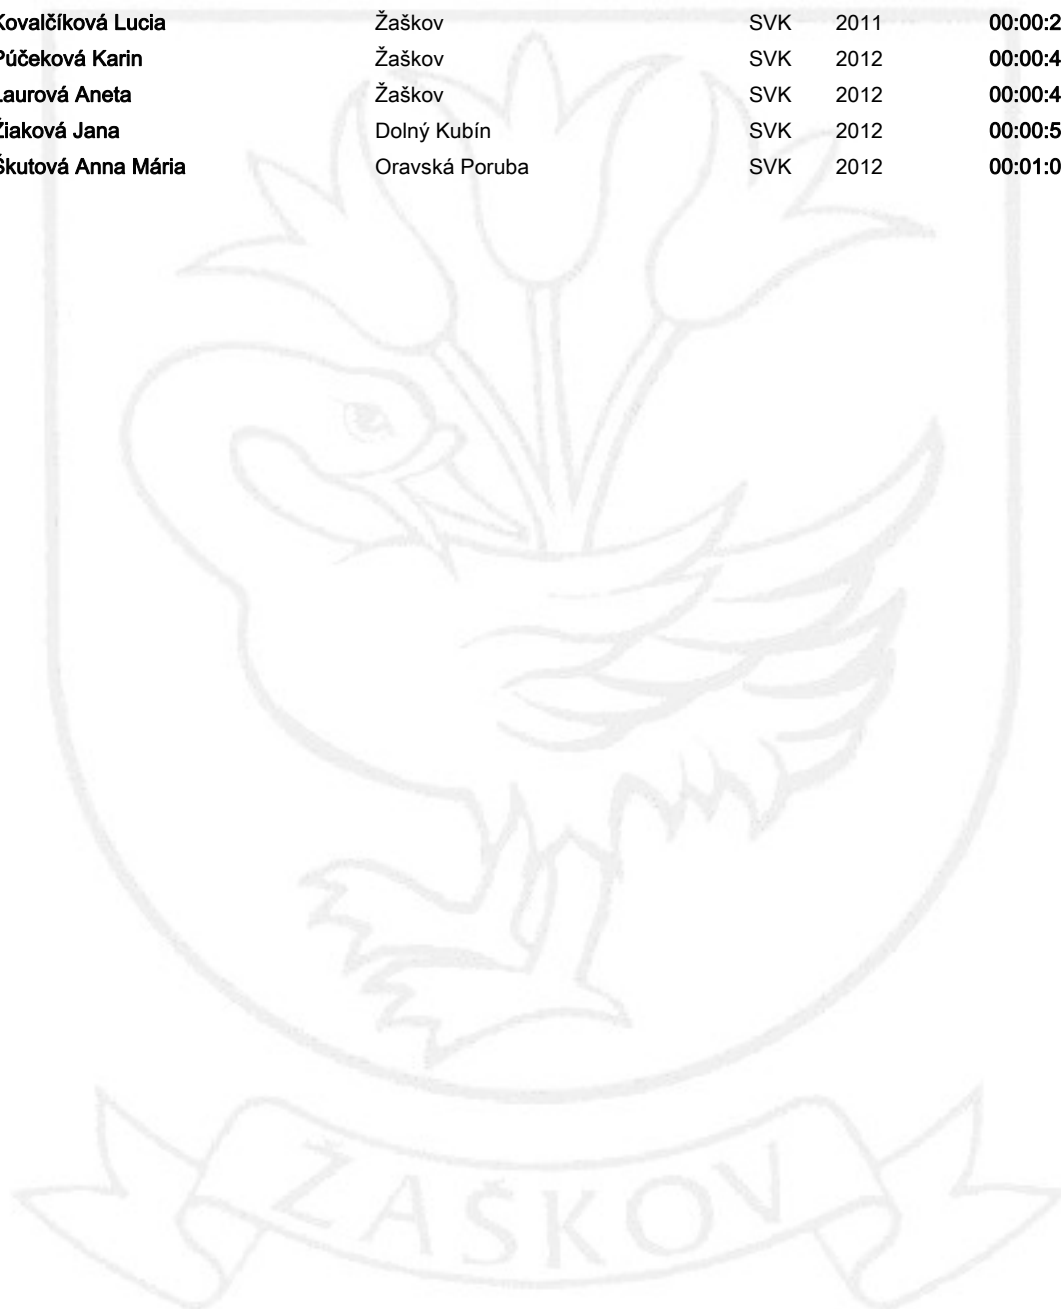 Kovalčíková Lucia Žaškov SVK 2011 00:00:2
Púčeková Karin Žaškov SVK 2012 00:00:4
Laurová Aneta Žaškov SVK 2012 00:00:4
Žiaková Jana Dolný Kubín SVK 2012 00:00:5
Škutová Anna Mária Oravská Poruba SVK 2012 00:01:0
ŽAŠKOV